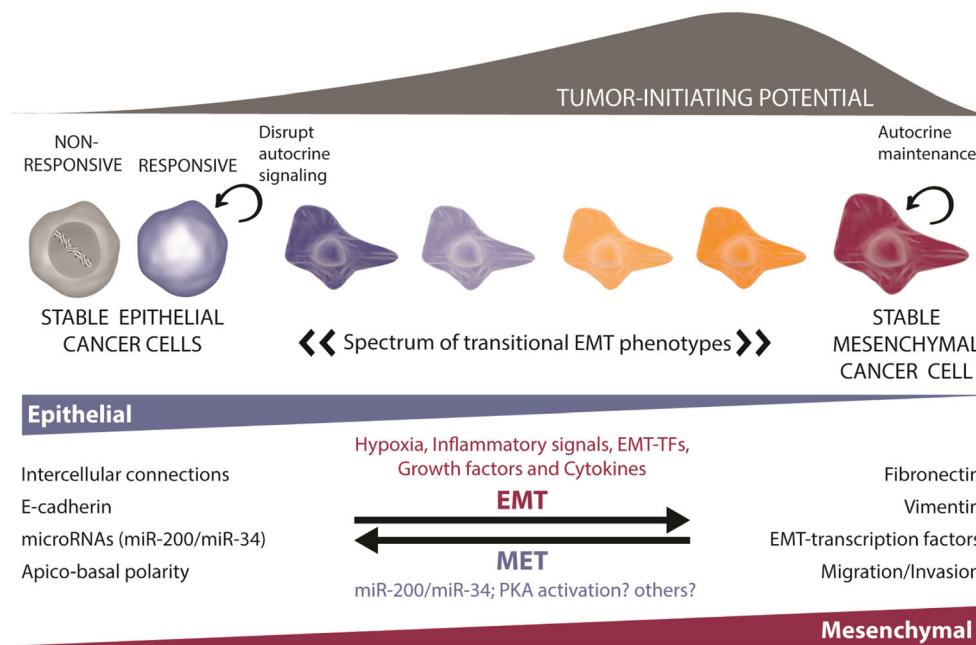 TUMOR-INITIATING POTENTIAL
NON-
RESPONSIVE
RESPONSIVE
Disrupt
autocrine
signaling
Autocrine
maintenance
STABLE EPITHELIAL
CANCER CELLS
Spectrum of transitional EMT phenotypes
STABLE
MESENCHYMAL
CANCER CELL
Epithelial
Intercellular connections
E-cadherin
microRNAs (miR-200/miR-34)
Apico-basal polarity
Hypoxia, Inflammatory signals, EMT-TFs,
Growth factors and Cytokines
EMT
MET
miR-200/miR-34; PKA activation? others?
Fibronectin
Vimentin
EMT-transcription factors
Migration/Invasion
Mesenchymal